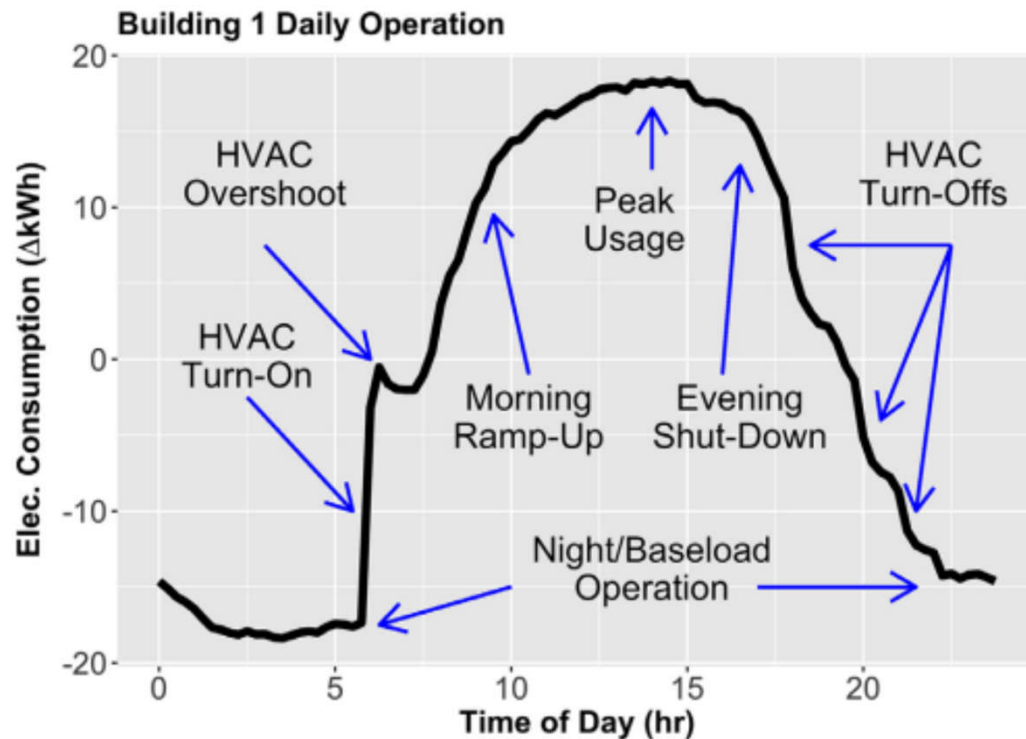 Building 1 Daily Operation
20
10
0
-10
-20
Elec. Consumption (ΔkWh)
HVAC
Overshoot
HVAC
Turn-On
Morning
Ramp-Up
Peak
Usage
Evening
Shut-Down
HVAC
Turn-Offs
Night/Baseload
Operation
0 5 10 15 20
Time of Day (hr)